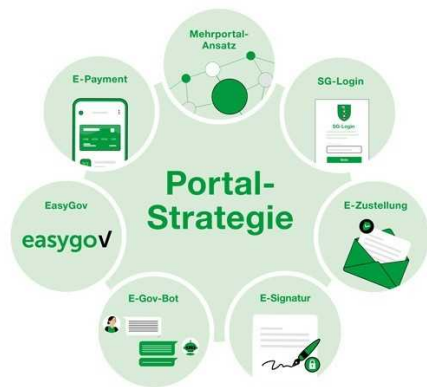 Mehrportal-
Ansatz
E-Payment
SG-Login
SG-Login
Portal-
Strategie
EasyGov
easygov
E-Zustellung
E-Gov-Bot
E-Signatur